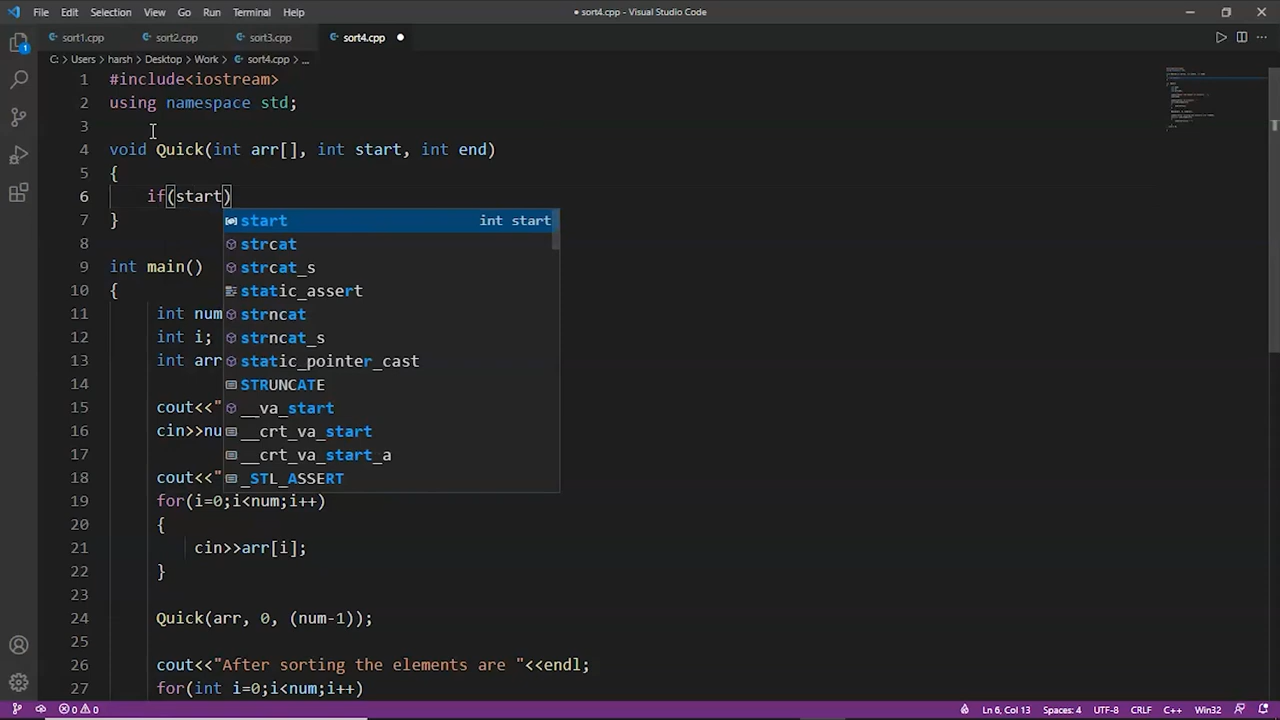 File Edit Selection View Go Run Terminal Help ● sort4.cpp - Visual Studio Code
sort1.cpp sort2.cpp sort3.cpp sort4.cpp ●
C: > Users > harsh > Desktop > Work > sort4.cpp > ...
1 #include<iostream>
2 using namespace std;
3
4 void Quick(int arr[], int start, int end)
5 {
6 if(start)
7 }
start int start
strcat
8
strcat_s
9 int main()
static_assert
10 {
strncat
11 int num
strncat_s
12 int i;
static_pointer_cast
13 int arr
STRUNCATE
14
__va_start
15 cout<<"
__crt_va_start
16 cin>>nu
__crt_va_start_a
17
_STL_ASSERT
18 cout<<"
19 for(i=0;i<num;i++)
20 {
21 cin>>arr[i];
22 }
23
24 Quick(arr, 0, (num-1));
25
26 cout<<"After sorting the elements are "<<endl;
27 for(int i=0;i<num;i++)
1
0 0 Ln 6, Col 13 Spaces: 4 UTF-8 CRLF C++ Win32